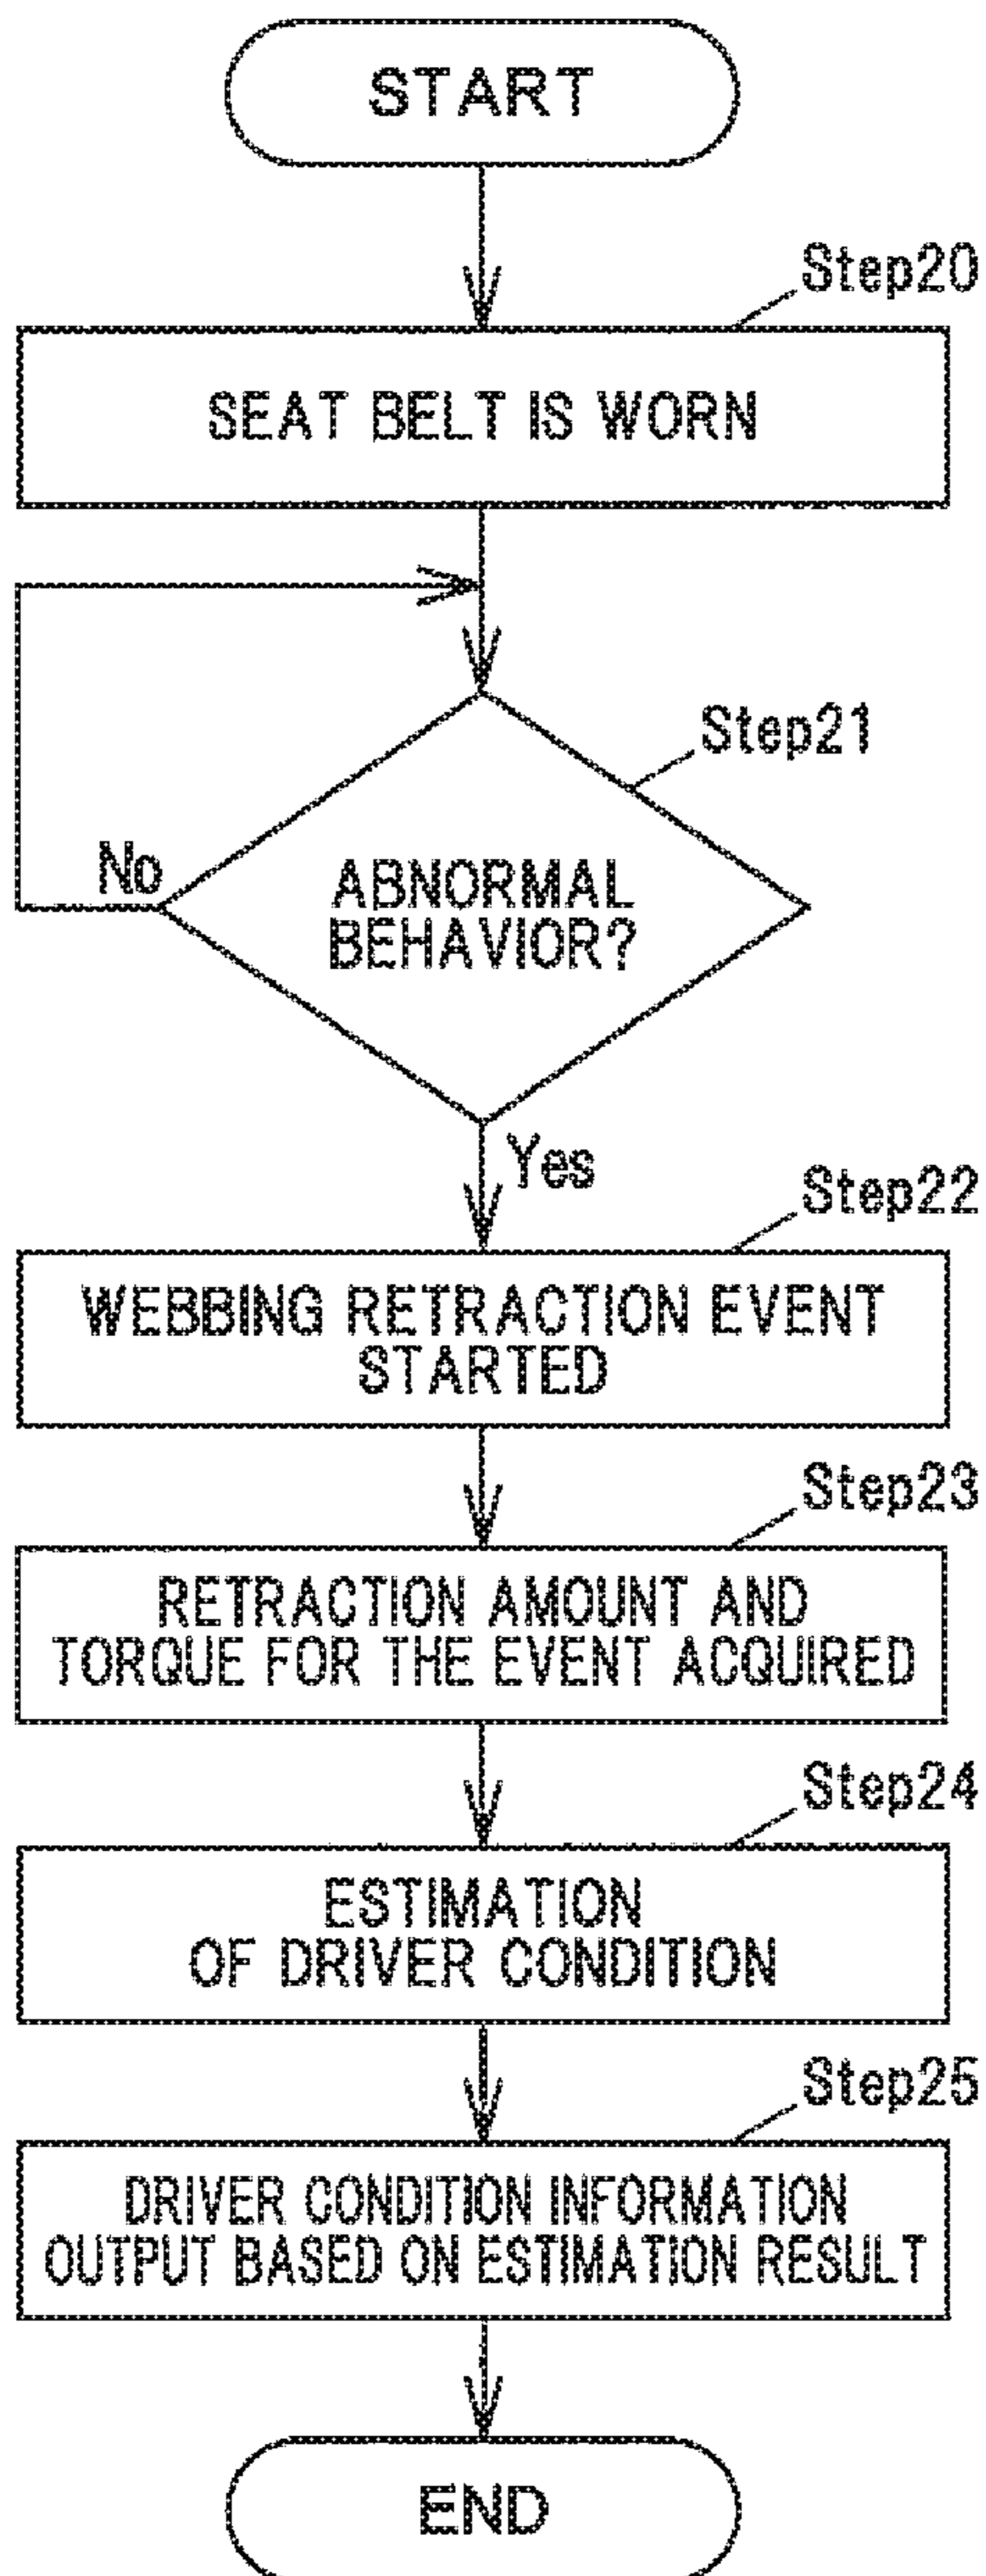 START
Step20
SEAT BELT IS WORN
Step21
No
ABNORMAL
BEHAVIOR?
Yes
Step22
WEBBING RETRACTION EVENT
STARTED
Step23
RETRACTION AMOUNT AND
TORQUE FOR THE EVENT ACQUIRED
Step24
ESTIMATION
OF DRIVER CONDITION
Step25
DRIVER CONDITION INFORMATION
OUTPUT BASED ON ESTIMATION RESULT
END